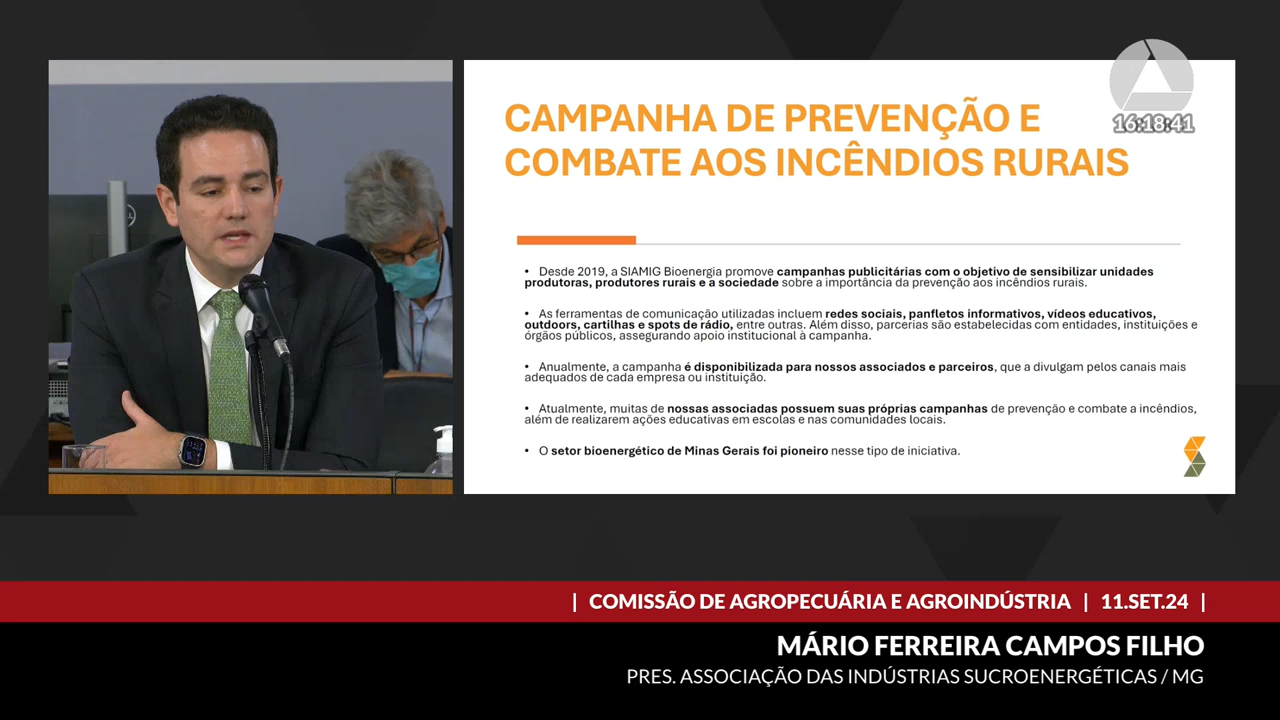 CAMPANHA DE PREVENÇÃO E
COMBATE AOS INCÊNDIOS RURAIS
16:18:41
• Desde 2019, a SIAMIG Bioenergia promove campanhas publicitárias com o objetivo de sensibilizar unidades
produtoras, produtores rurais e a sociedade sobre a importância da prevenção aos incêndios rurais.
• As ferramentas de comunicação utilizadas incluem redes sociais, panfletos informativos, vídeos educativos,
outdoors, cartilhas e spots de rádio, entre outras. Além disso, parcerias são estabelecidas com entidades, instituições e
órgãos públicos, assegurando apoio institucional à campanha.
• Anualmente, a campanha é disponibilizada para nossos associados e parceiros, que a divulgam pelos canais mais
adequados de cada empresa ou instituição.
• Atualmente, muitas de nossas associadas possuem suas próprias campanhas de prevenção e combate a incêndios,
além de realizarem ações educativas em escolas e nas comunidades locais.
• O setor bioenergético de Minas Gerais foi pioneiro nesse tipo de iniciativa.
| COMISSÃO DE AGROPECUÁRIA E AGROINDÚSTRIA | 11.SET.24 |
MÁRIO FERREIRA CAMPOS FILHO
PRES. ASSOCIAÇÃO DAS INDÚSTRIAS SUCROENERGÉTICAS / MG